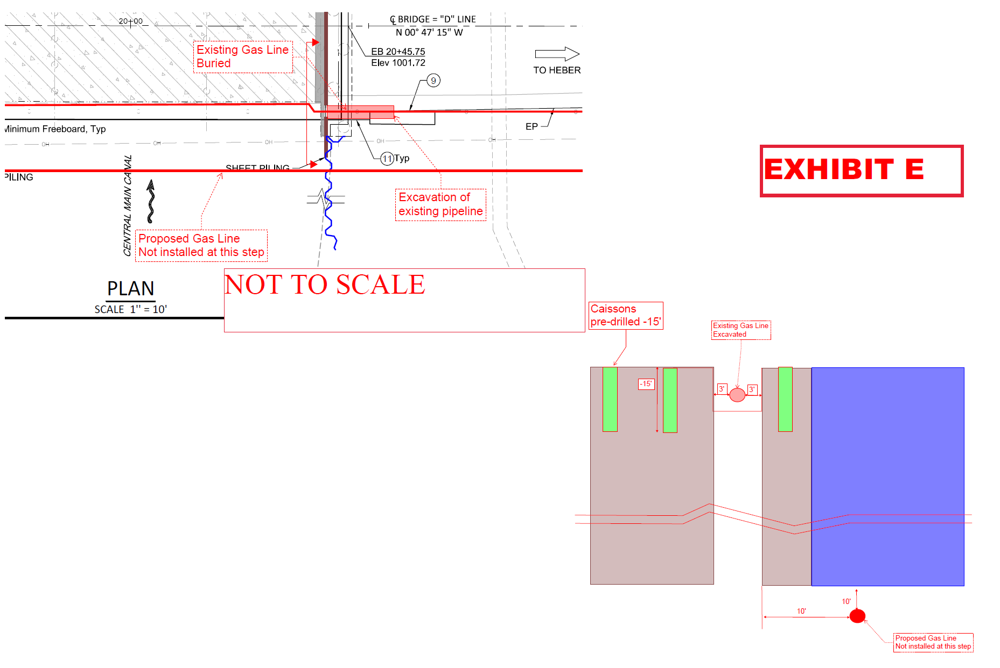 20+00
℄ BRIDGE = "D" LINE
N 00° 47' 15" W
Existing Gas Line
Buried
EB 20+45.75
Elev 1001.72
TO HEBER
9
Minimum Freeboard, Typ
EP
OH
OH
OH
OH
OH
11 Typ
SHEET PILING
PILING
CENTRAL MAIN CANAL
EXHIBIT E
Excavation of
existing pipeline
Proposed Gas Line
Not installed at this step
PLAN
SCALE 1" = 10'
NOT TO SCALE
Caissons
pre-drilled -15'
Existing Gas Line
Excavated
-15'
3'
3'
10'
10'
Proposed Gas Line
Not installed at this step